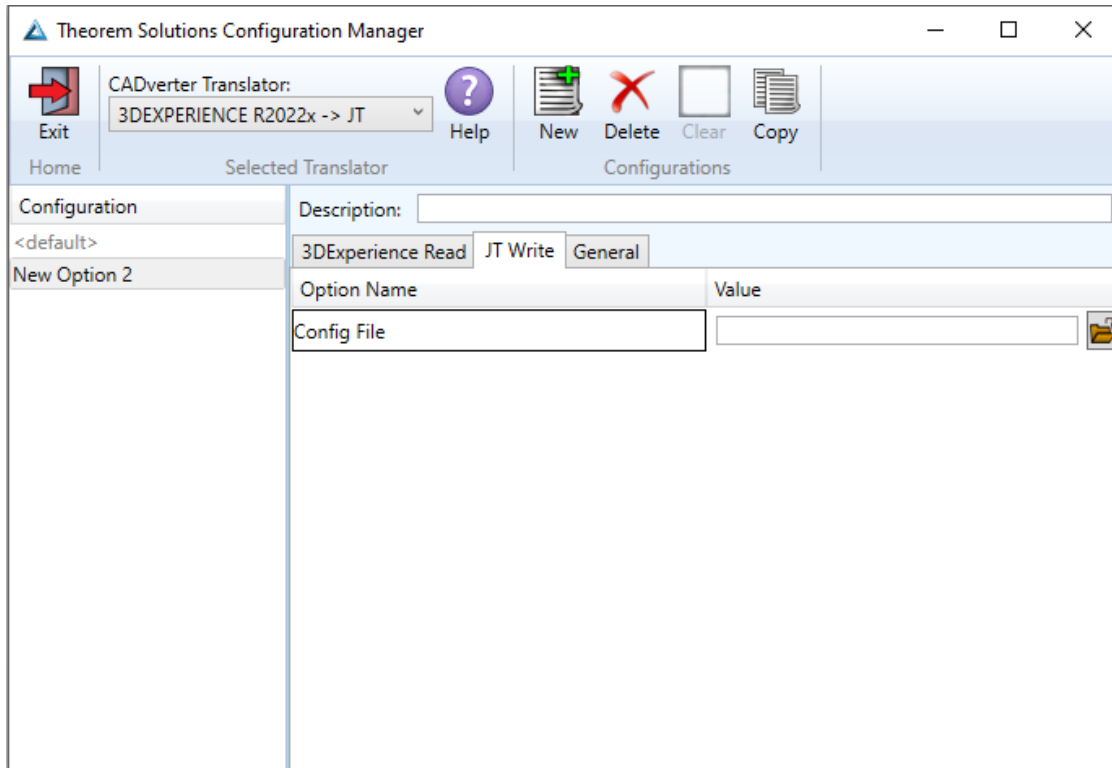 Theorem Solutions Configuration Manager
CADverter Translator:
3DEXPERIENCE R2022x -> JT
Exit
Help
New
Delete
Clear
Copy
Home
Selected Translator
Configurations
Configuration
Description:
<default>
3DExperience Read
JT Write
General
New Option 2
Option Name
Value
Config File